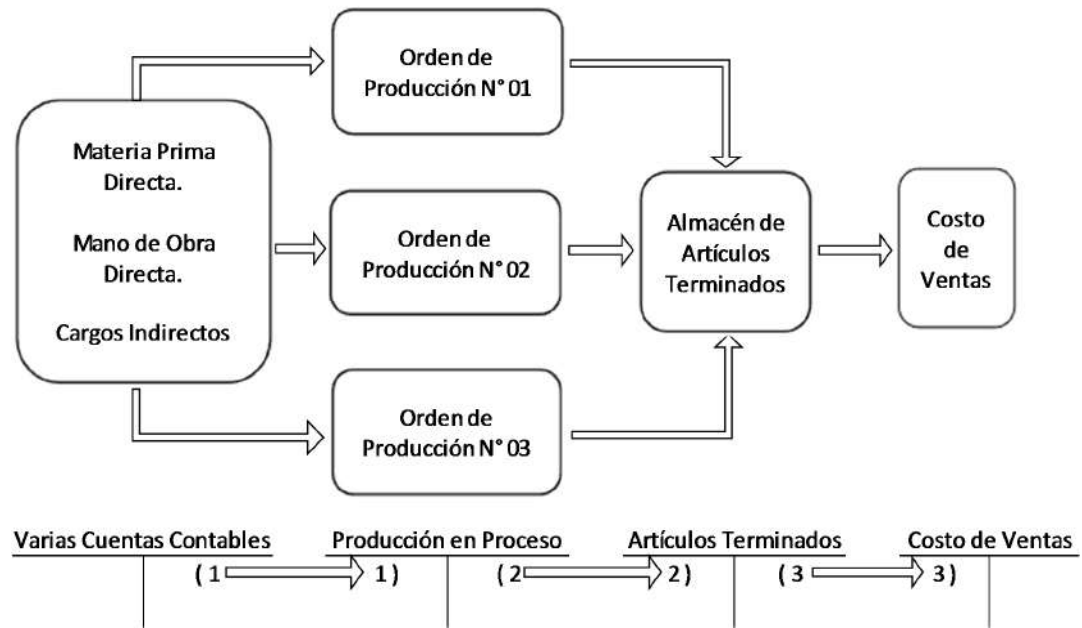 Materia Prima
Directa.
Mano de Obra
Directa.
Cargos Indirectos
Orden de
Producción N° 01
Orden de
Producción N° 02
Orden de
Producción N° 03
Almacén de
Artículos
Terminados
Costo
de
Ventas
Varias Cuentas Contables
Producción en Proceso
Artículos Terminados
Costo de Ventas
( 1
1 )
( 2
2 )
( 3
3 )